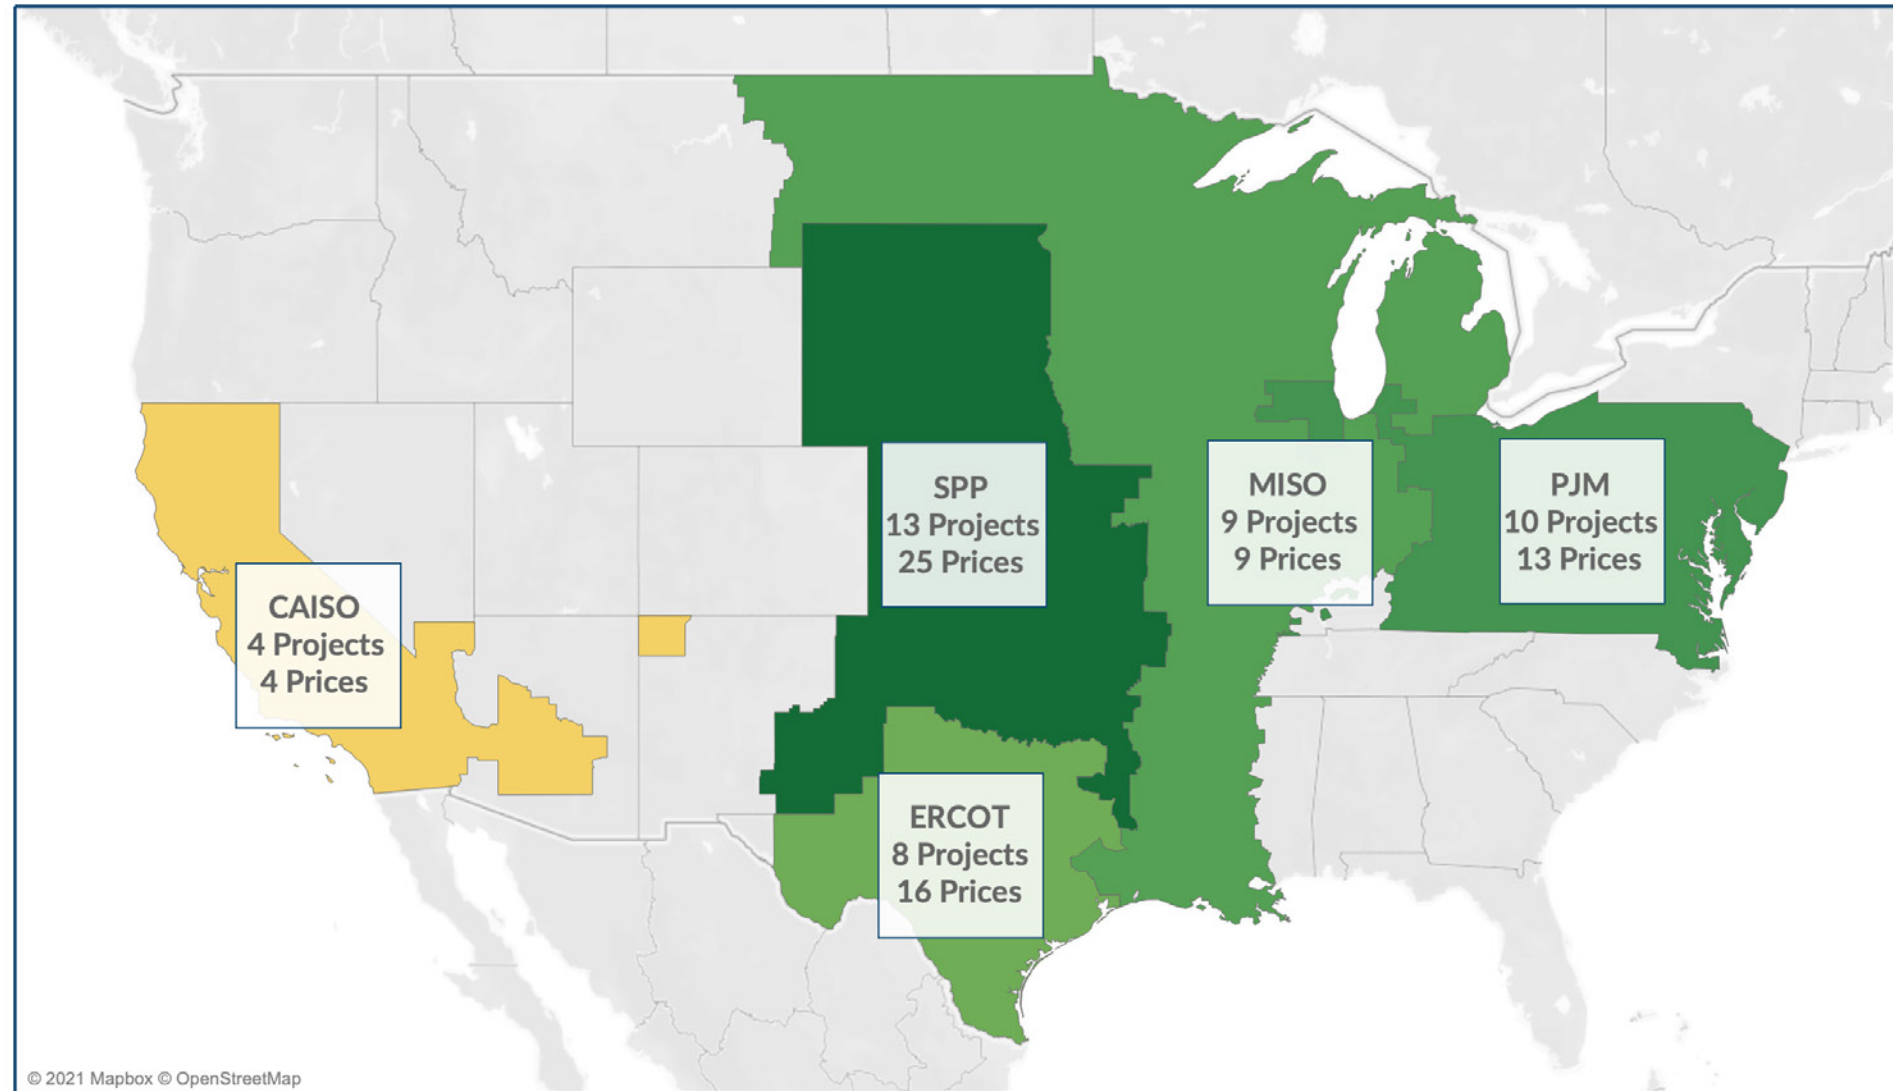 SPP
13 Projects
25 Prices
MISO
9 Projects
9 Prices
PJM
10 Projects
13 Prices
CAISO
4 Projects
4 Prices
ERCOT
8 Projects
16 Prices
© 2021 Mapbox © OpenStreetMap